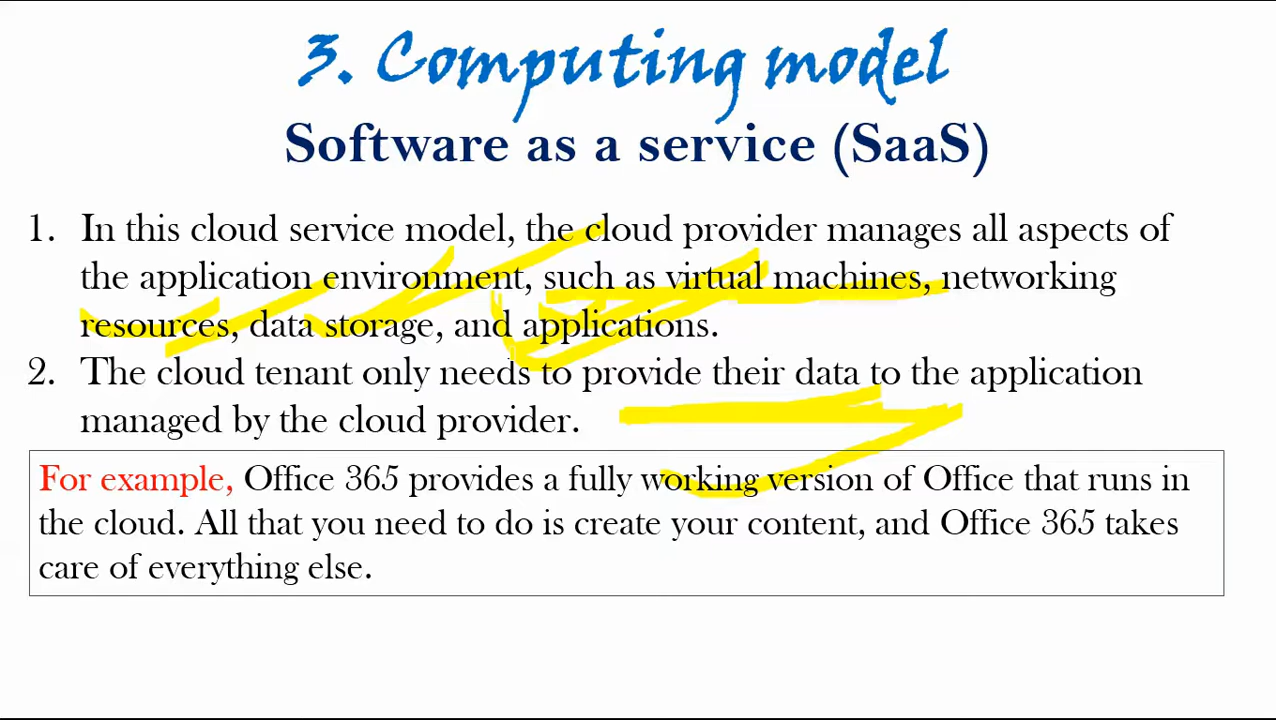 3. Computing model
Software as a service (SaaS)
1. In this cloud service model, the cloud provider manages all aspects of
the application environment, such as virtual machines, networking
resources, data storage, and applications.
2. The cloud tenant only needs to provide their data to the application
managed by the cloud provider.
For example, Office 365 provides a fully working version of Office that runs in
the cloud. All that you need to do is create your content, and Office 365 takes
care of everything else.